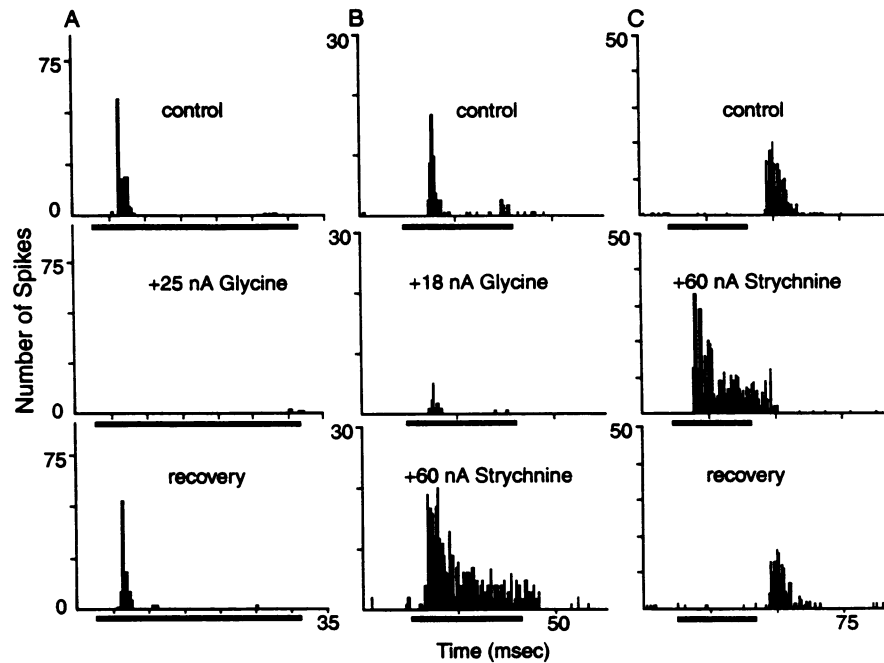 A
B
C
30
50
75
control
control
control
0
30
50
75
+25 nA Glycine
+18 nA Glycine
+60 nA Strychnine
Number of Spikes
0
30
50
75
recovery
+60 nA Strychnine
recovery
0
35
50
75
Time (msec)